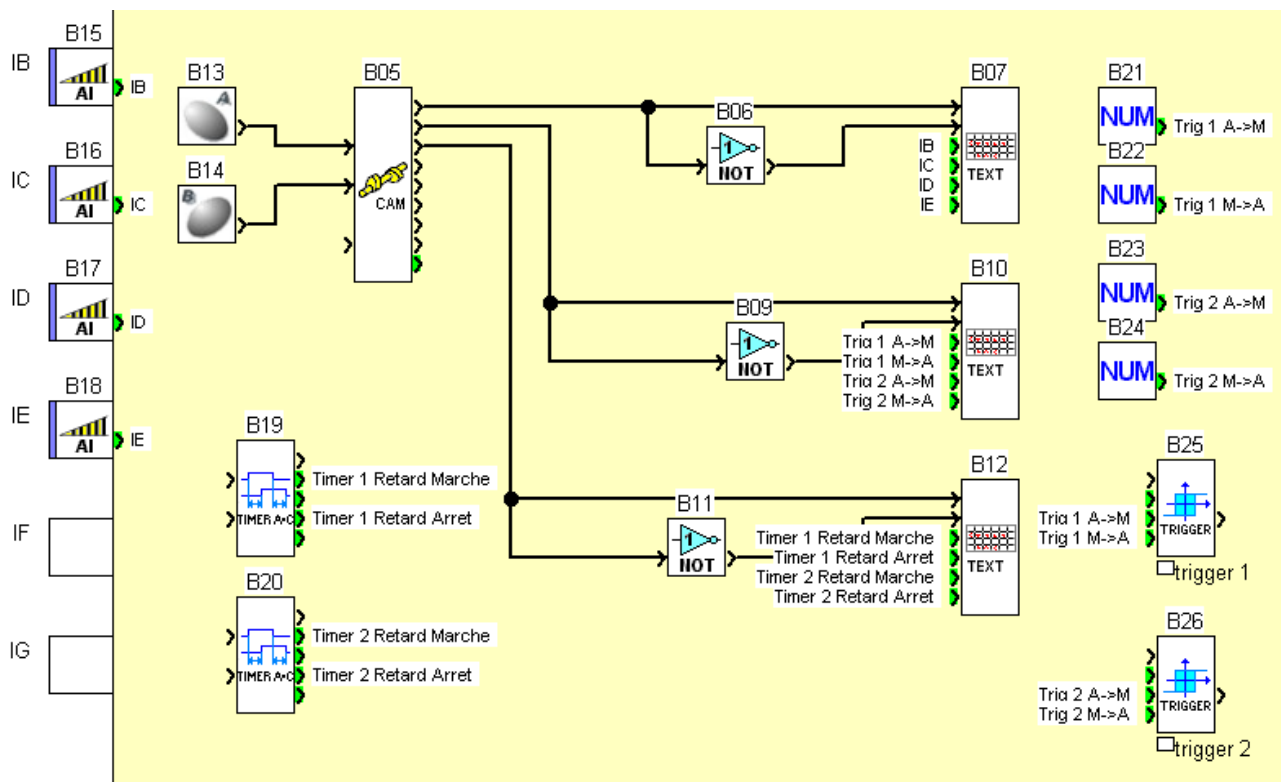 IB
B15
AI
IB
IC
B16
AI
IC
ID
B17
AI
ID
IE
B18
AI
IE
IF
IG
B13
A
B14
B
B05
CAM
B06
1
NOT
B07
IB
IC
ID
IE
TEXT
B09
1
NOT
B10
Trig 1 A->M
Trig 1 M->A
Trig 2 A->M
Trig 2 M->A
TEXT
B11
1
NOT
B12
Timer 1 Retard Marche
Timer 1 Retard Arret
Timer 2 Retard Marche
Timer 2 Retard Arret
TEXT
B19
TIMER A•C
Timer 1 Retard Marche
Timer 1 Retard Arret
B20
TIMER A•C
Timer 2 Retard Marche
Timer 2 Retard Arret
B21
NUM
Trig 1 A->M
B22
NUM
Trig 1 M->A
B23
NUM
Trig 2 A->M
B24
NUM
Trig 2 M->A
B25
Trig 1 A->M
Trig 1 M->A
TRIGGER
trigger 1
B26
Trig 2 A->M
Trig 2 M->A
TRIGGER
trigger 2